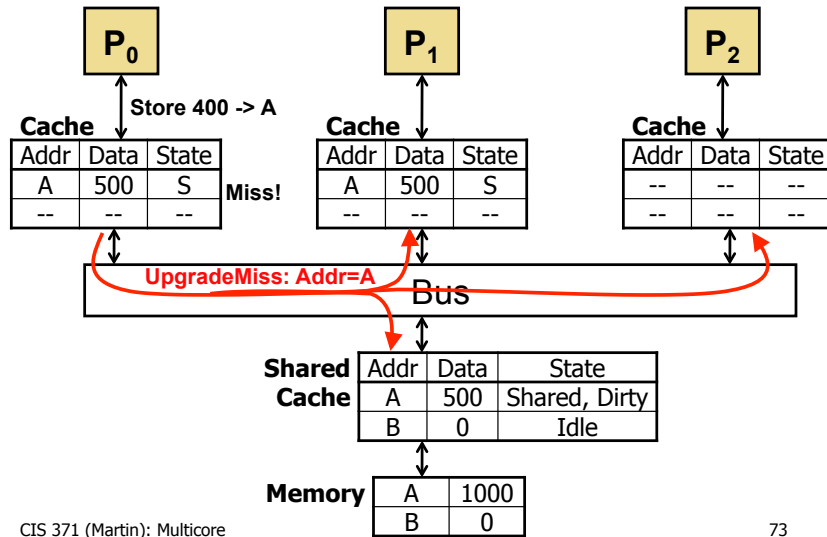 P0 P1 P2
Store 400 -> A
Cache Cache Cache
Addr Data State Addr Data State Addr Data State
A 500 S Miss! A 500 S -- -- --
-- -- -- -- -- -- -- -- --
UpgradeMiss: Addr=A
Bus
Shared Addr Data State
Cache A 500 Shared, Dirty
B 0 Idle
Memory A 1000
B 0
CIS 371 (Martin): Multicore 73